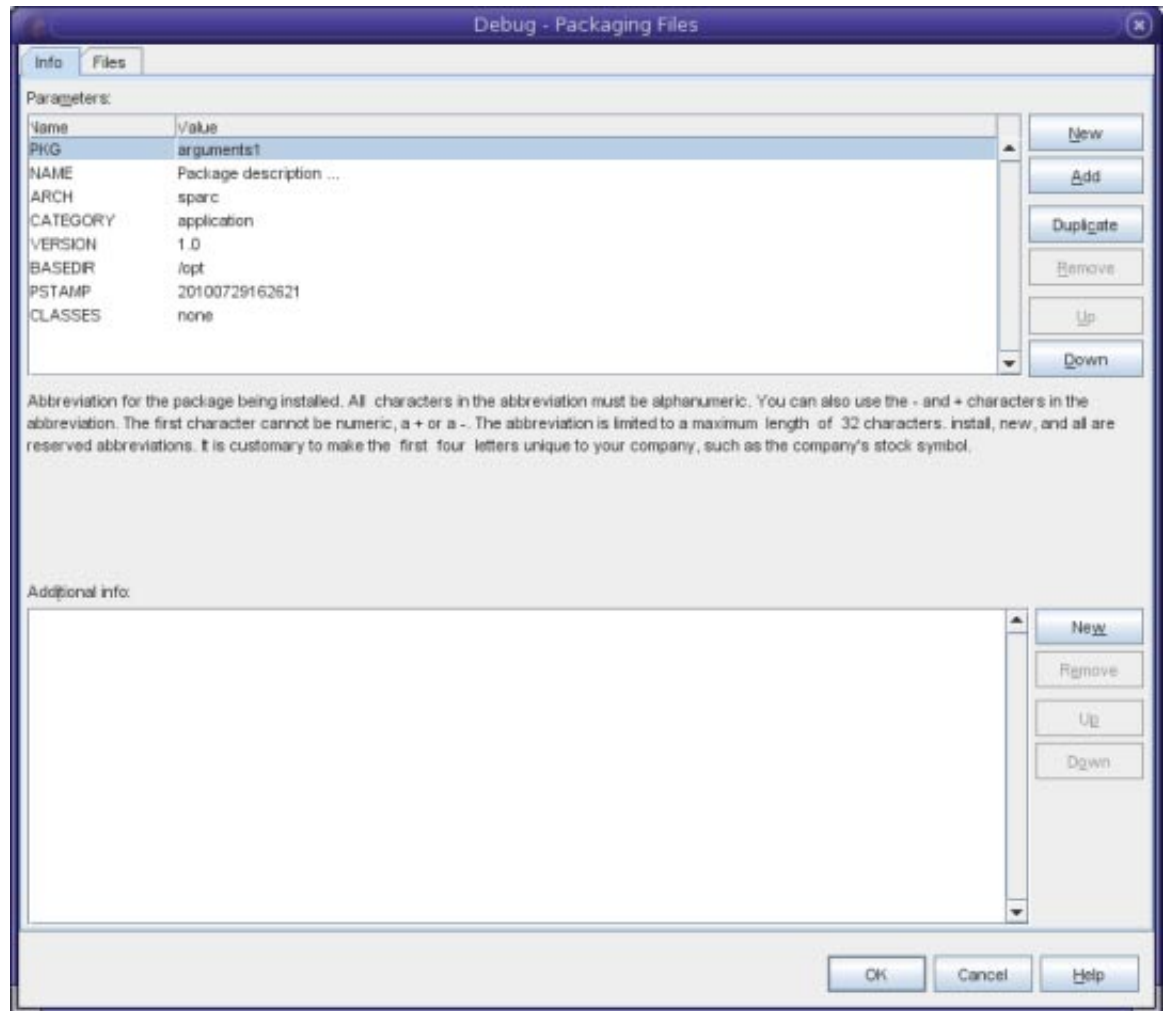 Debug - Packaging Files
Info Files
Parameters:
Name Value
PKG arguments1
NAME Package description ...
ARCH sparc
CATEGORY application
VERSION 1.0
BASEDIR /opt
PSTAMP 20100729162621
CLASSES none
New
Add
Duplicate
Remove
Up
Down
Abbreviation for the package being installed. All characters in the abbreviation must be alphanumeric. You can also use the - and + characters in the
abbreviation. The first character cannot be numeric, a + or a -. The abbreviation is limited to a maximum length of 32 characters. install, new, and all are
reserved abbreviations. It is customary to make the first four letters unique to your company, such as the company's stock symbol.
Additional info:
New
Remove
Up
Down
OK Cancel Help